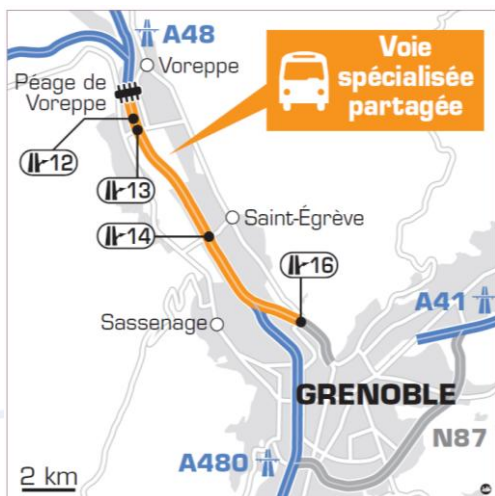 A48
Voreppe
Péage de
Voreppe
Voie
spécialisée
partagée
12
13
14
Saint-Égrève
16
A41
Sassenage
GRENOBLE
N87
A480
2 km